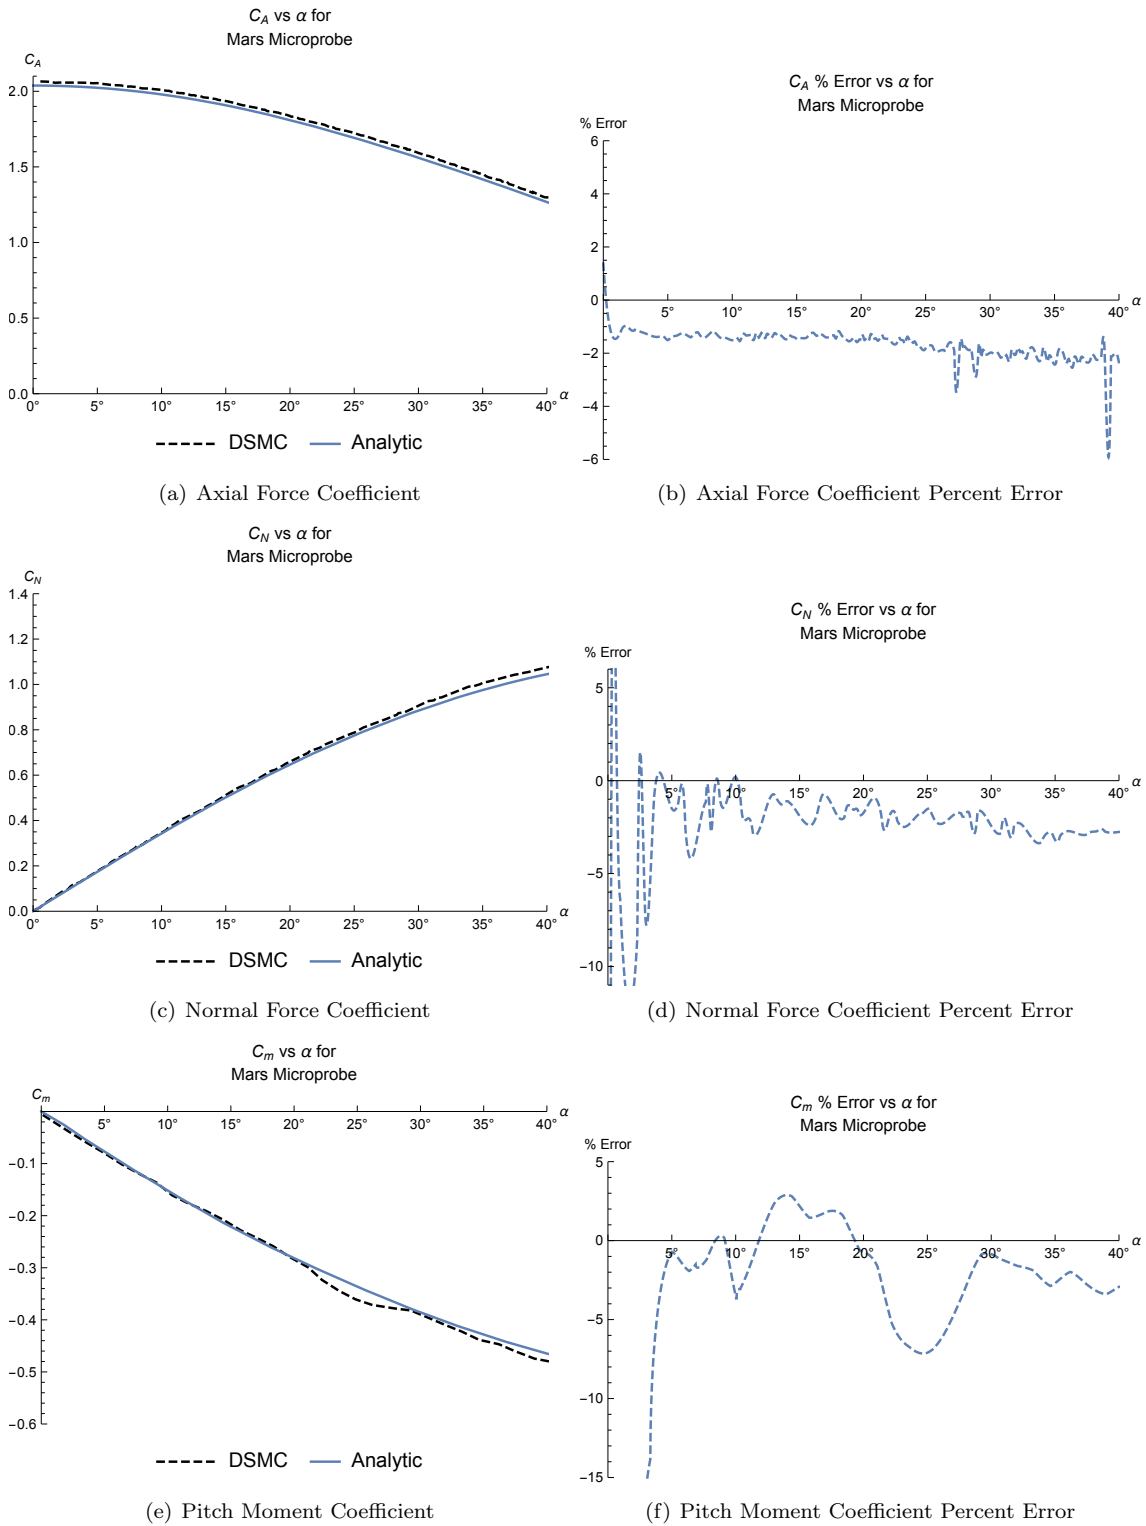 C_A vs α for
Mars Microprobe
C_A
2.0
1.5
1.0
0.5
0.0
0° 5° 10° 15° 20° 25° 30° 35° 40° α
DSMC Analytic
(a) Axial Force Coefficient
C_A % Error vs α for
Mars Microprobe
% Error
6
4
2
0
5° 10° 15° 20° 25° 30° 35° 40° α
−2
−4
−6
(b) Axial Force Coefficient Percent Error
C_N vs α for
Mars Microprobe
C_N
1.4
1.2
1.0
0.8
0.6
0.4
0.2
0.0
0° 5° 10° 15° 20° 25° 30° 35° 40° α
DSMC Analytic
(c) Normal Force Coefficient
C_N % Error vs α for
Mars Microprobe
% Error
5
0
5° 10° 15° 20° 25° 30° 35° 40° α
−5
−10
(d) Normal Force Coefficient Percent Error
C_m vs α for
Mars Microprobe
C_m
5° 10° 15° 20° 25° 30° 35° 40° α
−0.1
−0.2
−0.3
−0.4
−0.5
−0.6
DSMC Analytic
(e) Pitch Moment Coefficient
C_m % Error vs α for
Mars Microprobe
% Error
5
0
5° 10° 15° 20° 25° 30° 35° 40° α
−5
−10
−15
(f) Pitch Moment Coefficient Percent Error